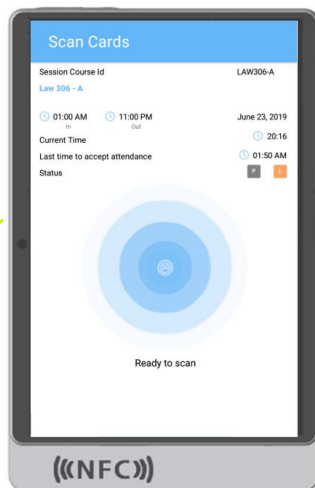 Scan Cards
Session Course Id LAW306-A
Law 306 - A
01:00 AM 11:00 PM June 23, 2019
In Out
Current Time 20:16
Last time to accept attendance 01:50 AM
Status P L
Ready to scan
((NFC))